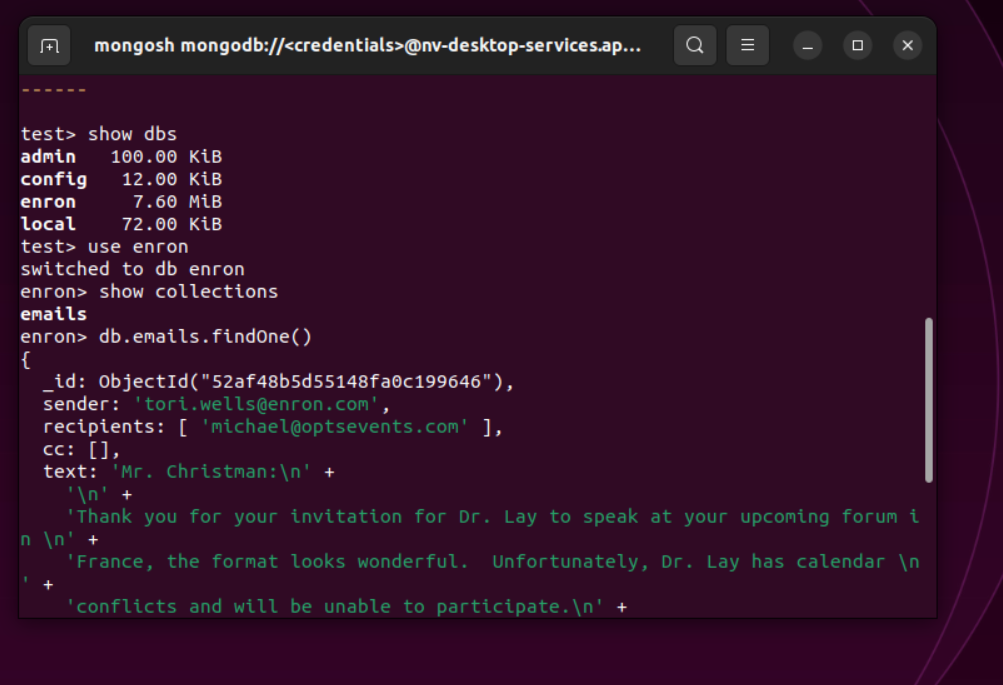 mongosh mongodb://<credentials>@nv-desktop-services.ap...
------
test> show dbs
admin   100.00 KiB
config   12.00 KiB
enron     7.60 MiB
local    72.00 KiB
test> use enron
switched to db enron
enron> show collections
emails
enron> db.emails.findOne()
{
  _id: ObjectId("52af48b5d55148fa0c199646"),
  sender: 'tori.wells@enron.com',
  recipients: [ 'michael@optsevents.com' ],
  cc: [],
  text: 'Mr. Christman:\n' +
    '\n' +
    'Thank you for your invitation for Dr. Lay to speak at your upcoming forum i
n \n' +
    'France, the format looks wonderful.  Unfortunately, Dr. Lay has calendar \n
' +
    'conflicts and will be unable to participate.\n' +